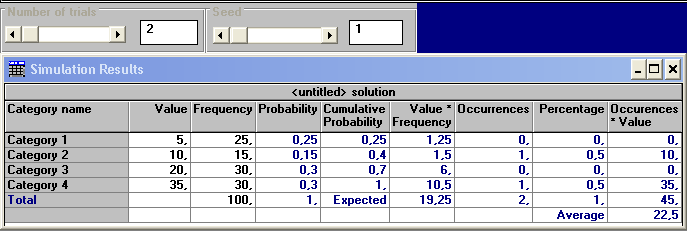 Number of trials Seed
2 1
Simulation Results
<untitled> solution
Category name Value Frequency Probability Cumulative Probability Value * Frequency Occurrences Percentage Occurences * Value
Category 1 5, 25, 0,25 0,25 1,25 0, 0, 0,
Category 2 10, 15, 0,15 0,4 1,5 1, 0,5 10,
Category 3 20, 30, 0,3 0,7 6, 0, 0, 0,
Category 4 35, 30, 0,3 1, 10,5 1, 0,5 35,
Total 100, 1, Expected 19,25 2, 1, 45,
Average 22,5